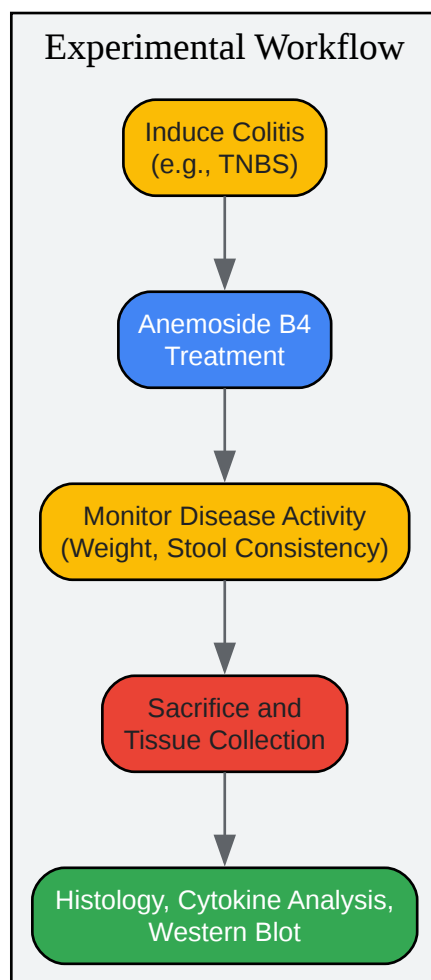 Experimental Workflow
Induce Colitis
(e.g., TNBS)
Anemoside B4
Treatment
Monitor Disease Activity
(Weight, Stool Consistency)
Sacrifice and
Tissue Collection
Histology, Cytokine Analysis,
Western Blot